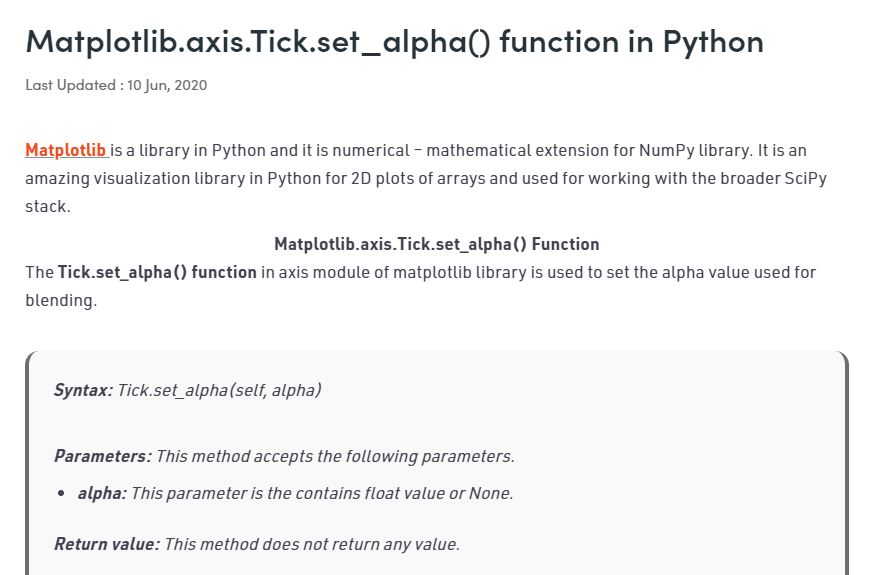 Matplotlib.axis.Tick.set_alpha() function in Python
Last Updated : 10 Jun, 2020
Matplotlib is a library in Python and it is numerical – mathematical extension for NumPy library. It is an
amazing visualization library in Python for 2D plots of arrays and used for working with the broader SciPy
stack.
Matplotlib.axis.Tick.set_alpha() Function
The Tick.set_alpha() function in axis module of matplotlib library is used to set the alpha value used for
blending.
Syntax: Tick.set_alpha(self, alpha)
Parameters: This method accepts the following parameters.
• alpha: This parameter is the contains float value or None.
Return value: This method does not return any value.